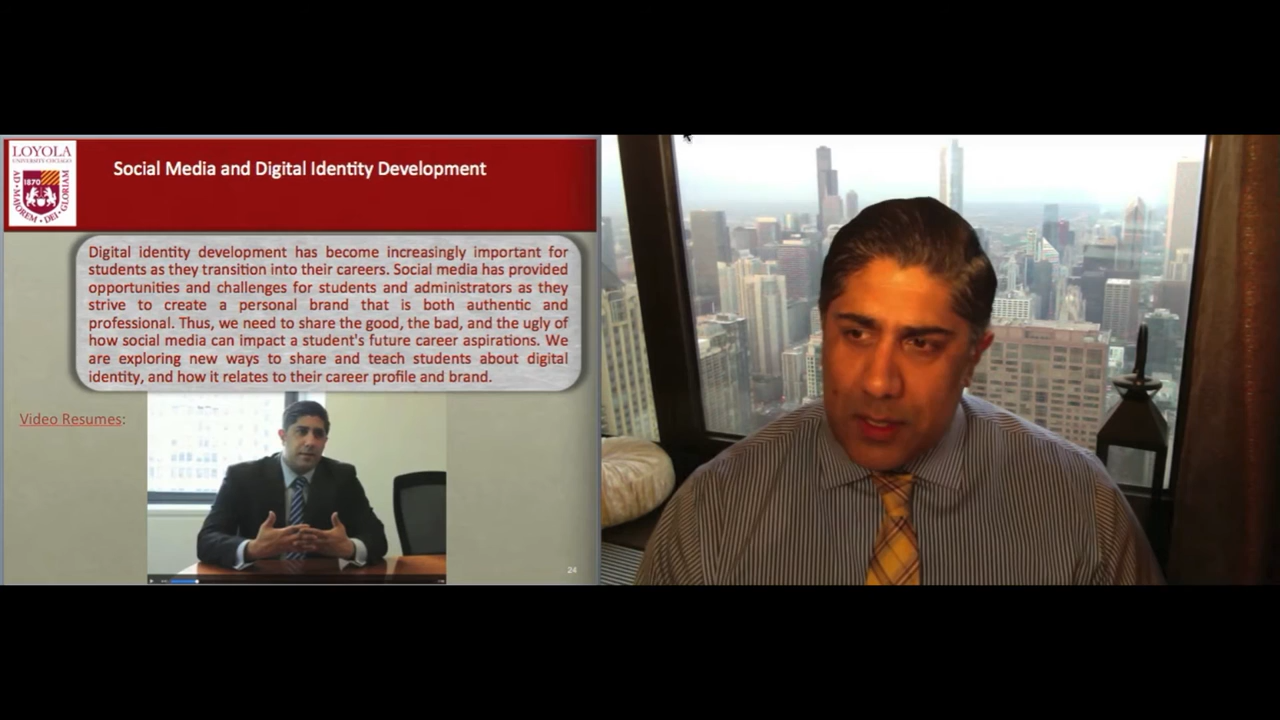 LOYOLA
UNIVERSITY CHICAGO
1870
AD • MAJOREM • DEI • GLORIAM
Social Media and Digital Identity Development
Digital identity development has become increasingly important for
students as they transition into their careers. Social media has provided
opportunities and challenges for students and administrators as they
strive to create a personal brand that is both authentic and
professional. Thus, we need to share the good, the bad, and the ugly of
how social media can impact a student's future career aspirations. We
are exploring new ways to share and teach students about digital
identity, and how it relates to their career profile and brand.
Video Resumes:
24